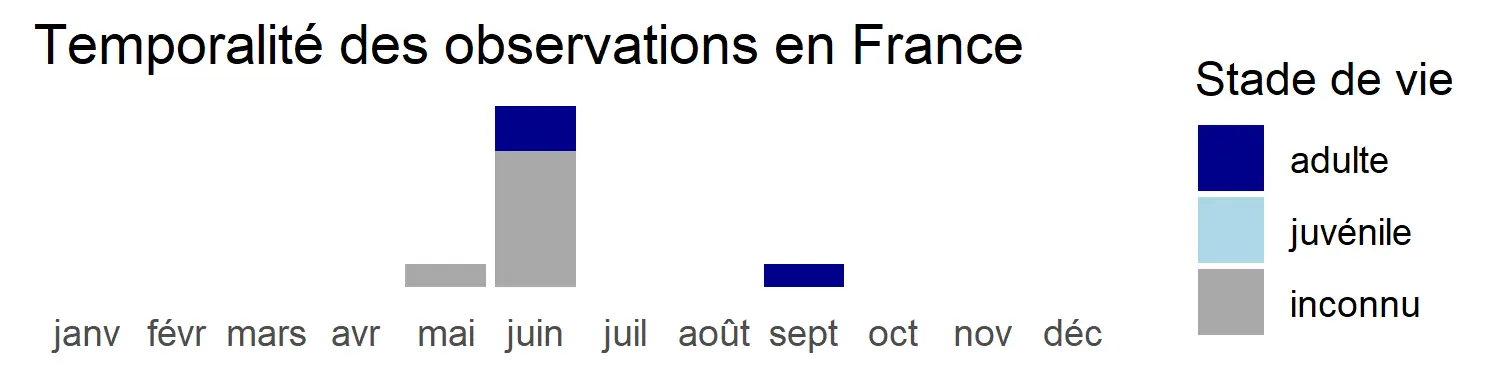 Temporalité des observations en France
Stade de vie
adulte
juvénile
inconnu
janv févr mars avr mai juin juil août sept oct nov déc